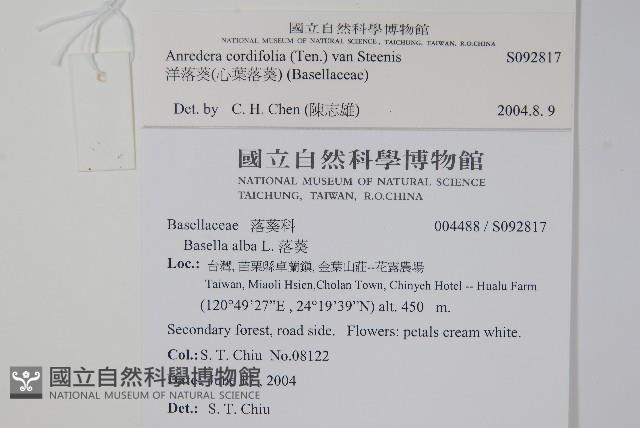 國立自然科學博物館
NATIONAL MUSEUM OF NATURAL SCIENCE, TAICHUNG, TAIWAN, R.O.CHINA
Anredera cordifolia (Ten.) van Steenis S092817
洋落葵(心葉落葵) (Basellaceae)
Det. by C. H. Chen (陳志雄) 2004.8. 9
國立自然科學博物館
NATIONAL MUSEUM OF NATURAL SCIENCE
TAICHUNG, TAIWAN, R.O.CHINA
Basellaceae 落葵科 004488 / S092817
Basella alba L. 落葵
Loc.: 台灣, 苗栗縣卓蘭鎮, 金葉山莊--花露農場
Taiwan, Miaoli Hsien,Cholan Town, Chinyeh Hotel -- Hualu Farm
(120°49'27"E , 24°19'39"N) alt. 450 m.
Secondary forest, road side. Flowers: petals cream white.
Col.: S. T. Chiu No.08122
2004
Det.: S. T. Chiu
國立自然科學博物館
NATIONAL MUSEUM OF NATURAL SCIENCE